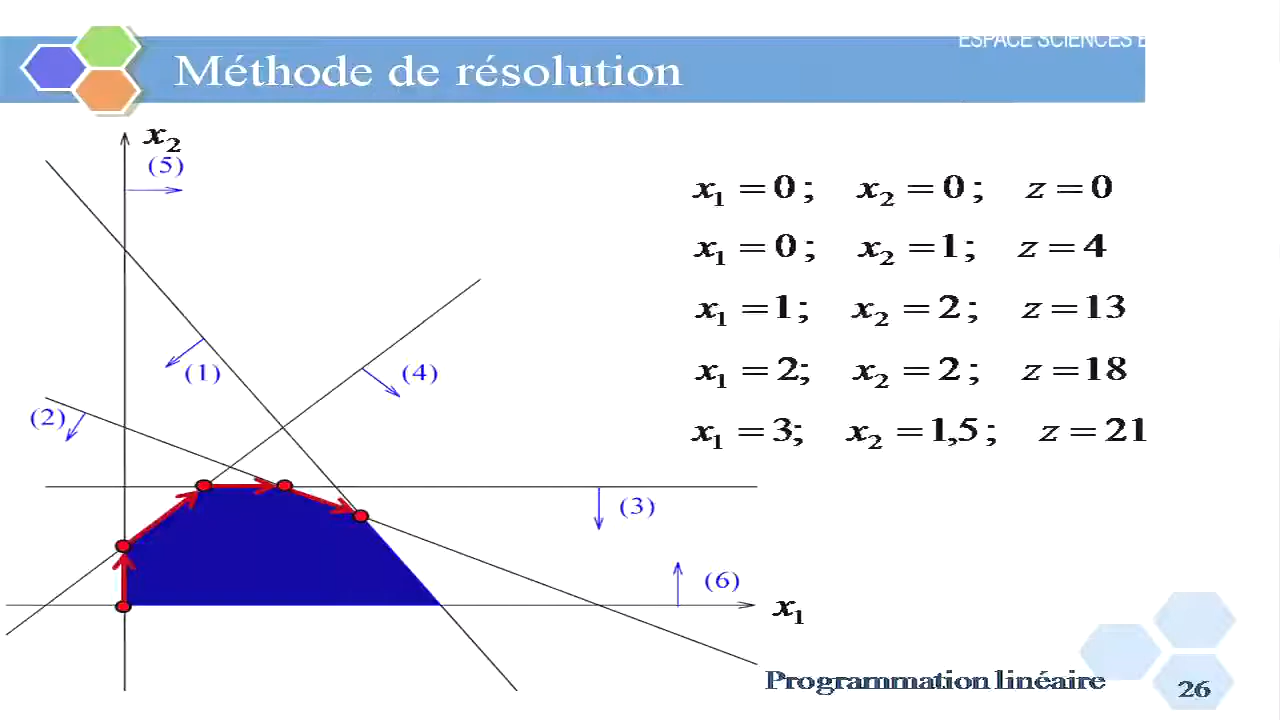 ESPACE SCIENCES
Méthode de résolution
x₂
(5)
x₁ = 0 ; x₂ = 0 ; z = 0
x₁ = 0 ; x₂ = 1 ; z = 4
x₁ = 1 ; x₂ = 2 ; z = 13
x₁ = 2; x₂ = 2 ; z = 18
x₁ = 3; x₂ = 1,5 ; z = 21
(1)
(4)
(2)
(3)
(6)
x₁
Programmation linéaire
26